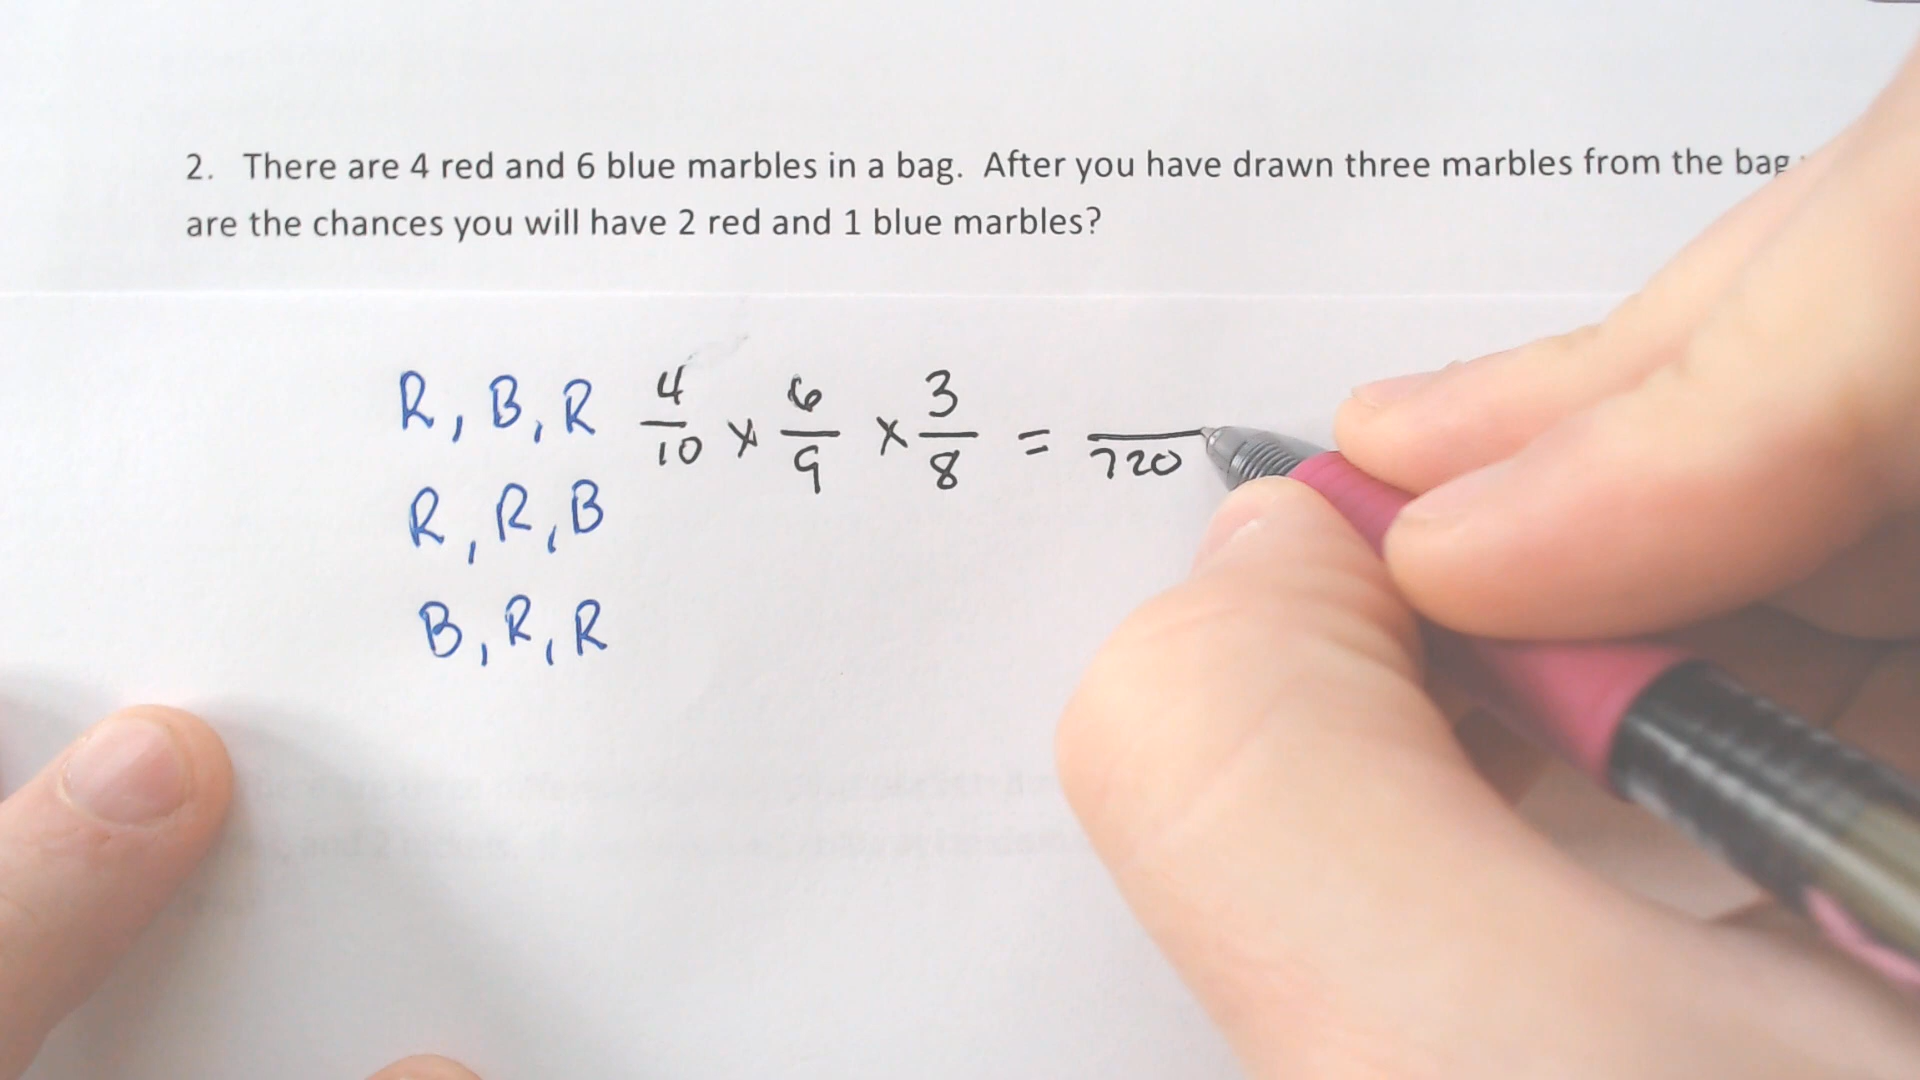 2. There are 4 red and 6 blue marbles in a bag. After you have drawn three marbles from the bag
are the chances you will have 2 red and 1 blue marbles?
R, B, R 4/10 × 6/9 × 3/8 = /720
R, R, B
B, R, R